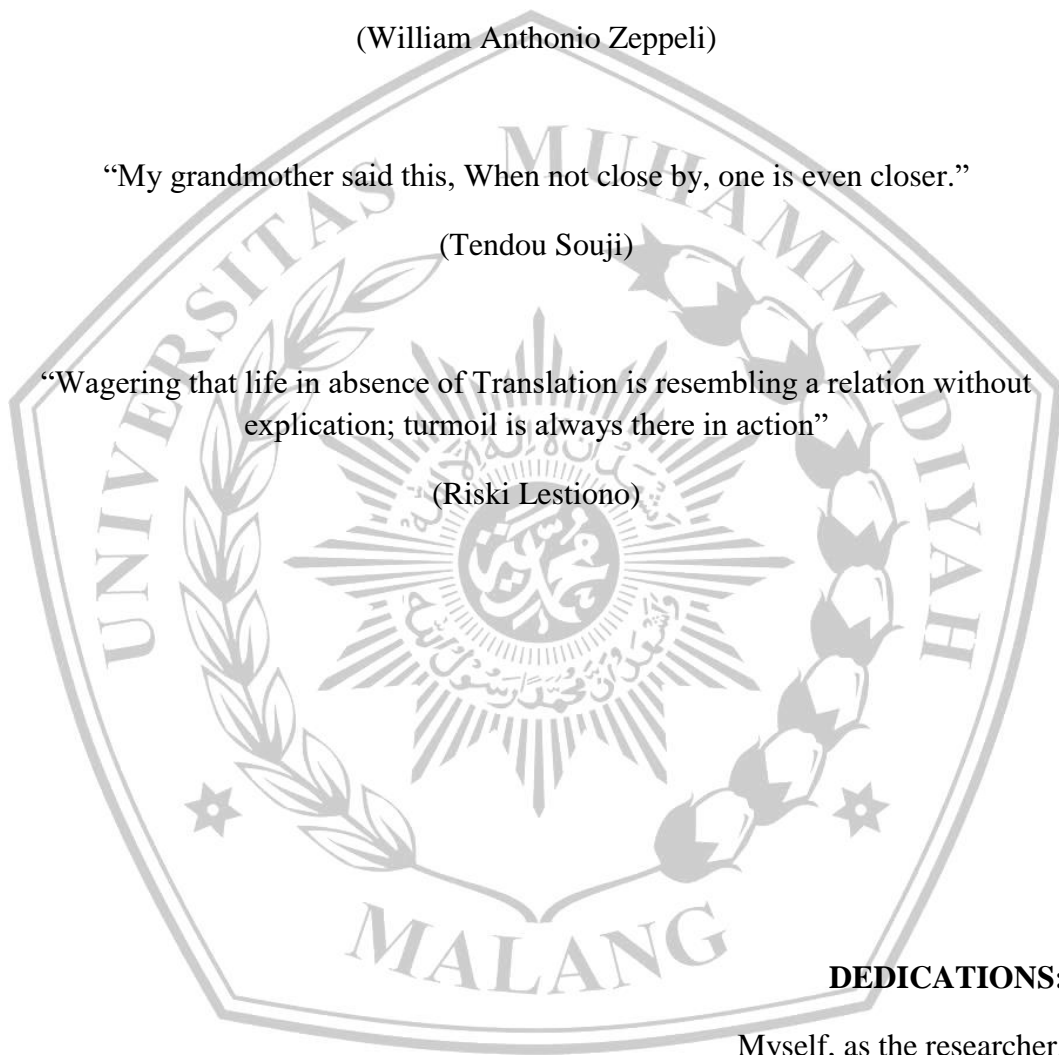 (William Anthonio Zeppeli)
“My grandmother said this, When not close by, one is even closer.”
(Tendou Souji)
“Wagering that life in absence of Translation is resembling a relation without
explication; turmoil is always there in action”
(Riski Lestiono)
DEDICATIONS:
Myself, as the researcher
UNIVERSITAS MUHAMMADIYAH
MALANG